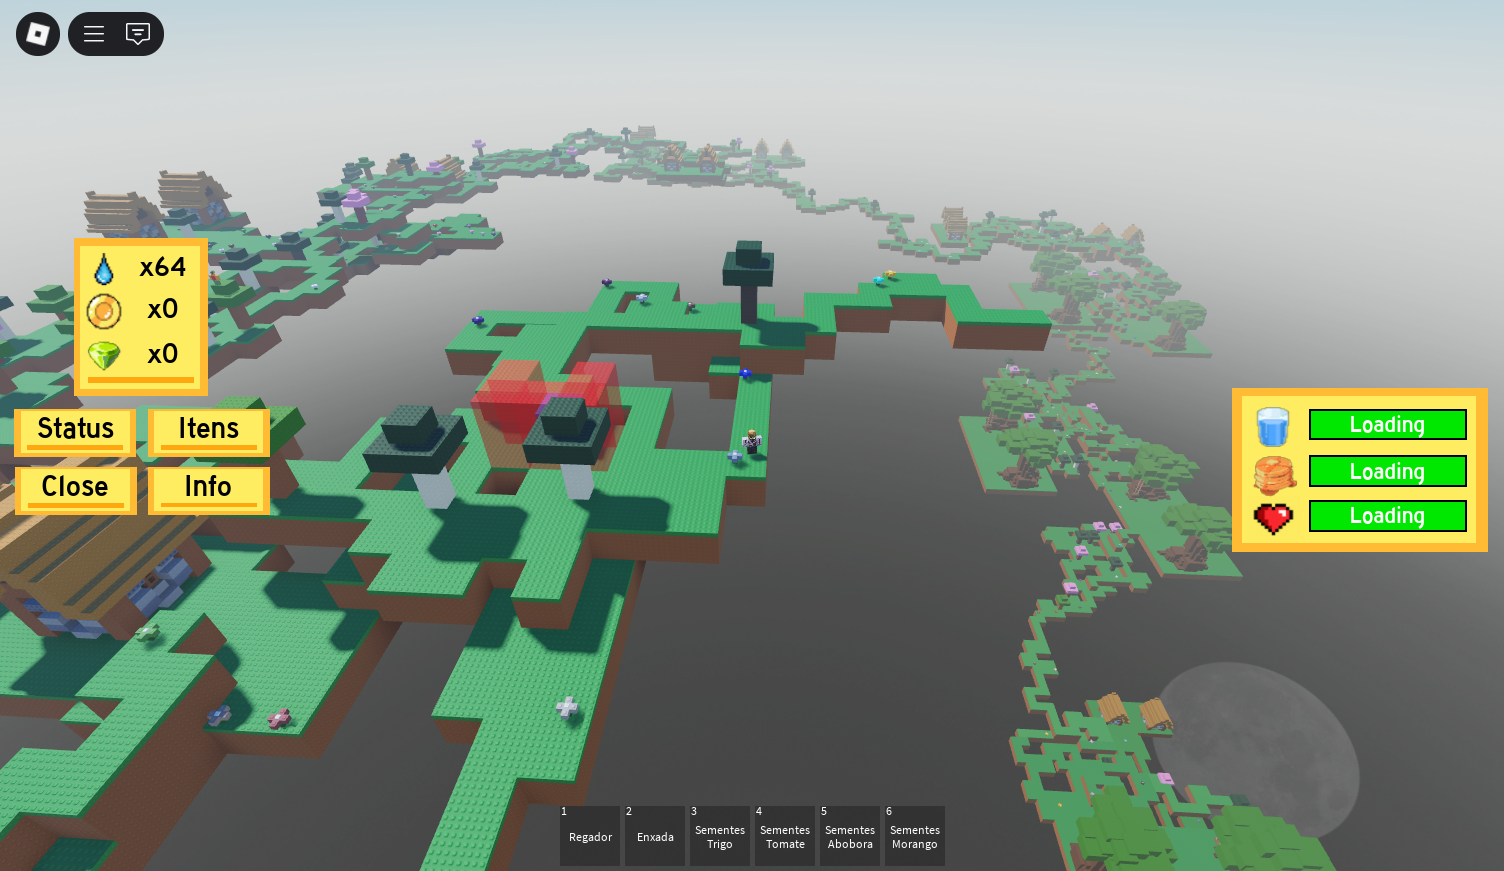 x64
x0
x0
Status
Itens
Close
Info
Loading
Loading
Loading
1
Regador
2
Enxada
3
Sementes
Trigo
4
Sementes
Tomate
5
Sementes
Abobora
6
Sementes
Morango